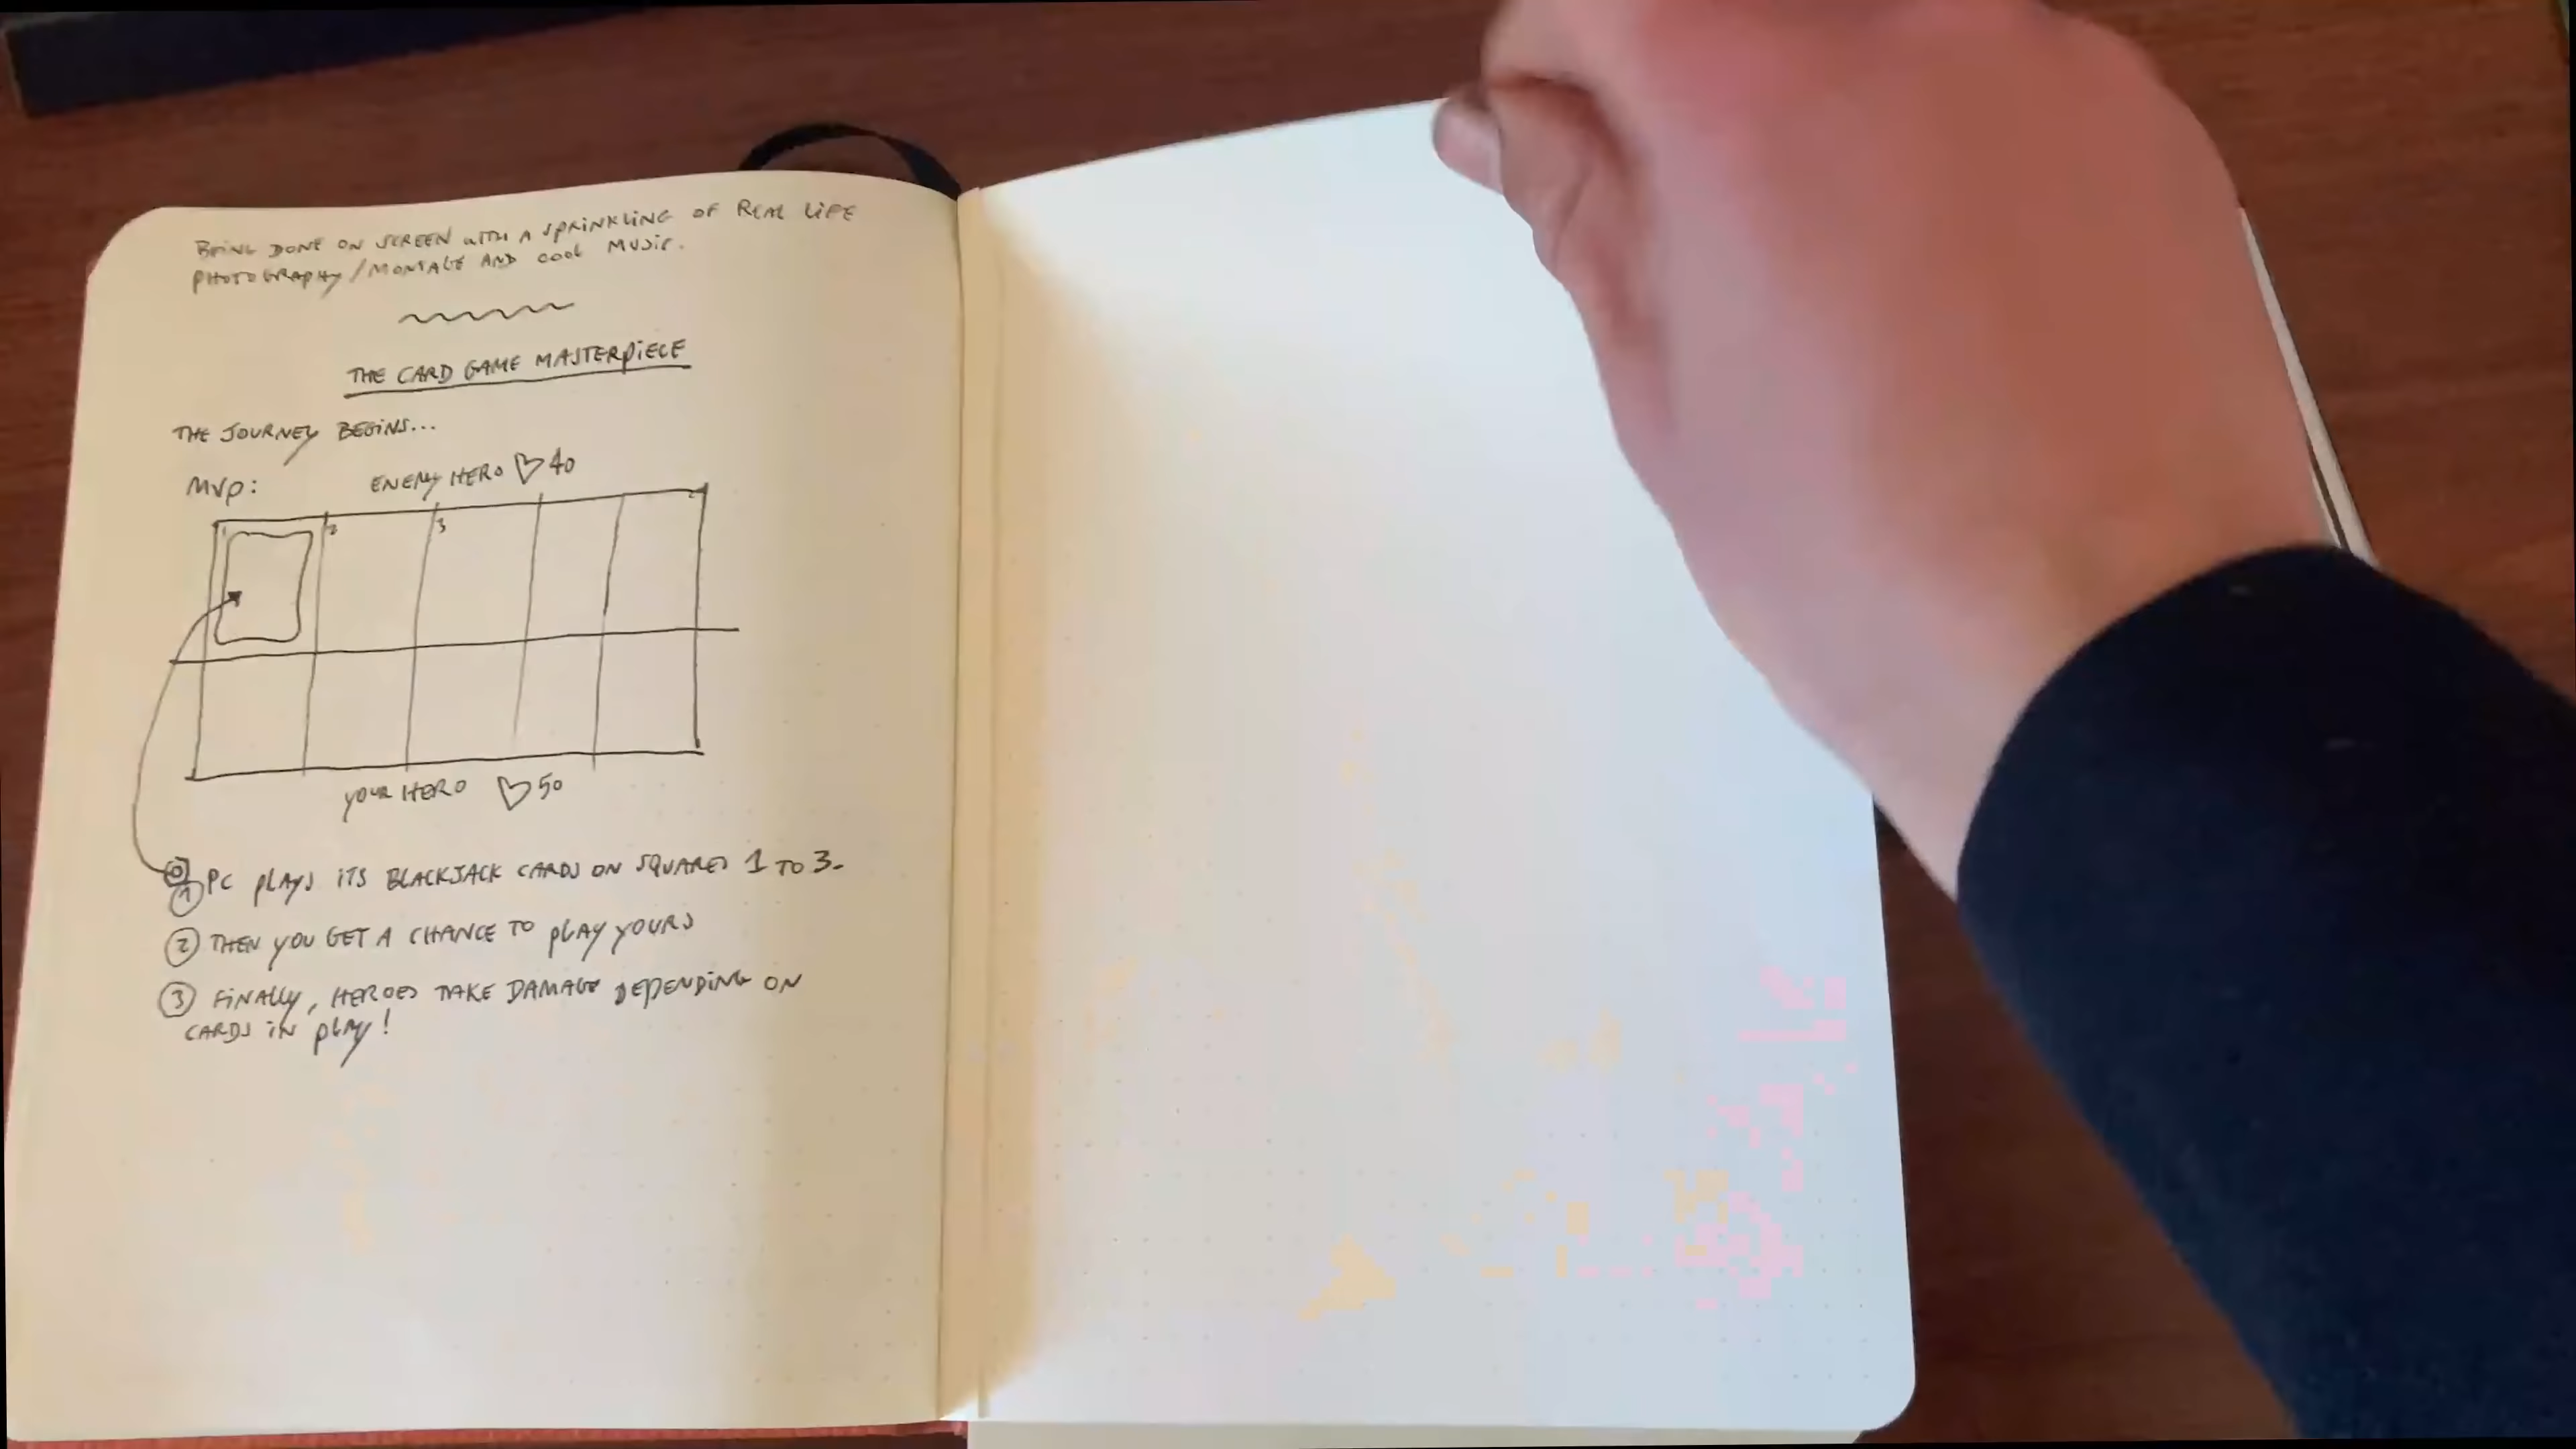 BEING DONE ON SCREEN WITH A SPRINKLING OF REAL LIFE
PHOTOGRAPHY/MONTAGE AND COOL MUSIC.
THE CARD GAME MASTERPIECE
THE JOURNEY BEGINS...
MVP:
ENEMY HERO ♡ 40
1 2 3
YOUR HERO ♡ 50
① PC PLAYS ITS BLACKJACK CARDS ON SQUARES 1 TO 3.
② THEN YOU GET A CHANCE TO PLAY YOURS
③ FINALLY, HEROES TAKE DAMAGE DEPENDING ON
CARDS IN PLAY!